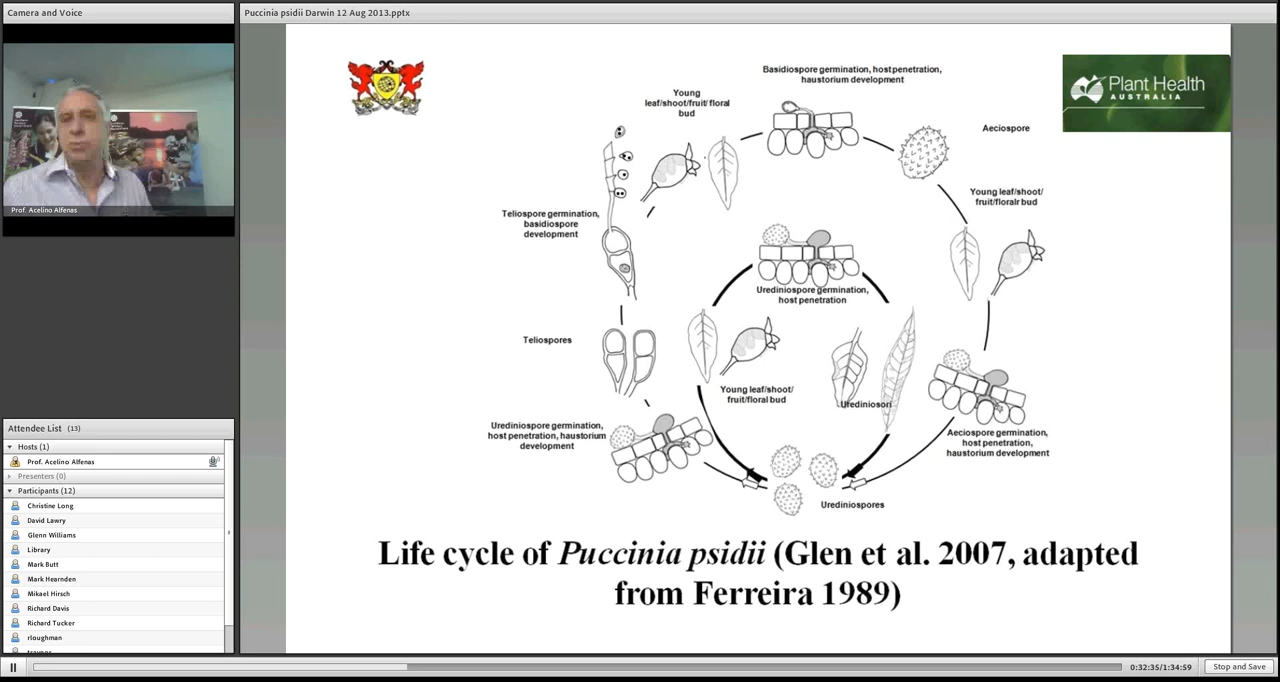 Camera and Voice
Prof. Acelino Alfenas
Attendee List (13)
Hosts (1)
Prof. Acelino Alfenas
Presenters (0)
Participants (12)
Christine Long
David Lawry
Glenn Williams
Library
Mark Butt
Mark Hearnden
Mikael Hirsch
Richard Davis
Richard Tucker
rloughman
Puccinia psidii Darwin 12 Aug 2013.pptx
Plant Health
AUSTRALIA
Basidiospore germination, host penetration,
haustorium development
Young
leaf/shoot/fruit/ floral
bud
Aeciospore
Young leaf/shoot/
fruit/floralr bud
Teliospore germination,
basidiospore
development
Urediniospore germination,
host penetration
Teliospores
Young leaf/shoot/
fruit/floral bud
Urediniosori
Urediniospore germination,
host penetration, haustorium
development
Aeciospore germination,
host penetration,
haustorium development
Urediniospores
Life cycle of Puccinia psidii (Glen et al. 2007, adapted
from Ferreira 1989)
0:32:35/1:34:59
Stop and Save